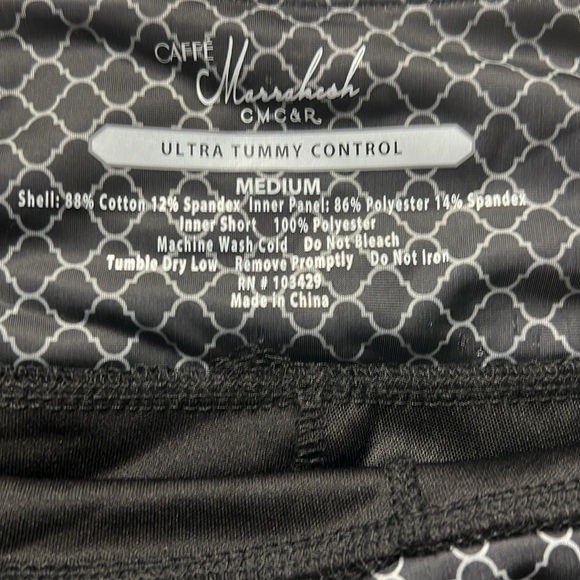 CAFFÉ
Marrakesh
CMC&R
ULTRA TUMMY CONTROL
MEDIUM
Shell: 88% Cotton 12% Spandex Inner Panel: 86% Polyester 14% Spandex
Inner Short 100% Polyester
Machine Wash Cold Do Not Bleach
Tumble Dry Low Remove Promptly Do Not Iron
RN # 103429
Made in China